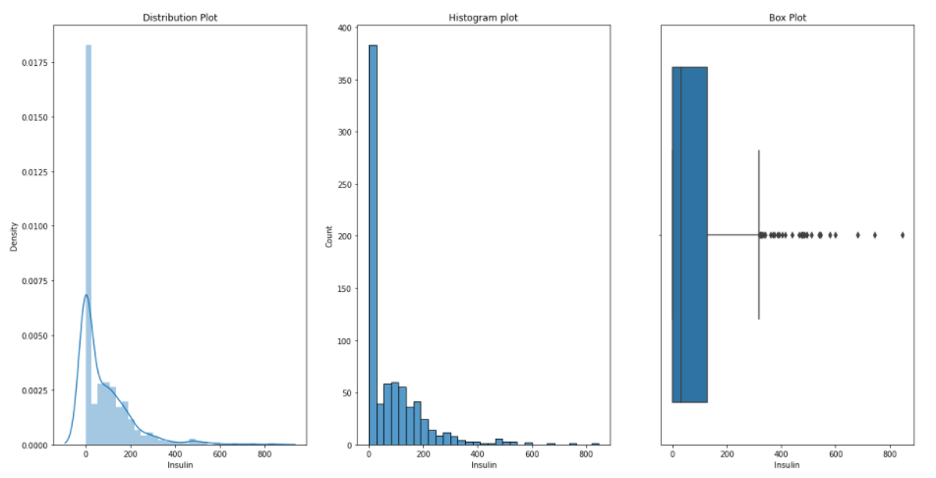 Distribution Plot
Density
0.0175
0.0150
0.0125
0.0100
0.0075
0.0050
0.0025
0.0000
0 200 400 600 800
Insulin
Histogram plot
Count
400
350
300
250
200
150
100
50
0
0 200 400 600 800
Insulin
Box Plot
0 200 400 600 800
Insulin